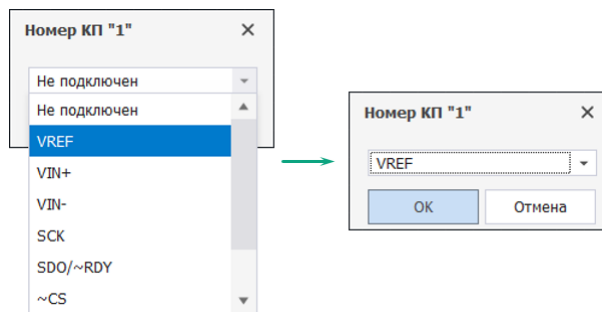 Номер КП "1"
Не подключен
Не подключен
VREF
VIN+
VIN-
SCK
SDO/~RDY
~CS
Номер КП "1"
VREF
ОК
Отмена